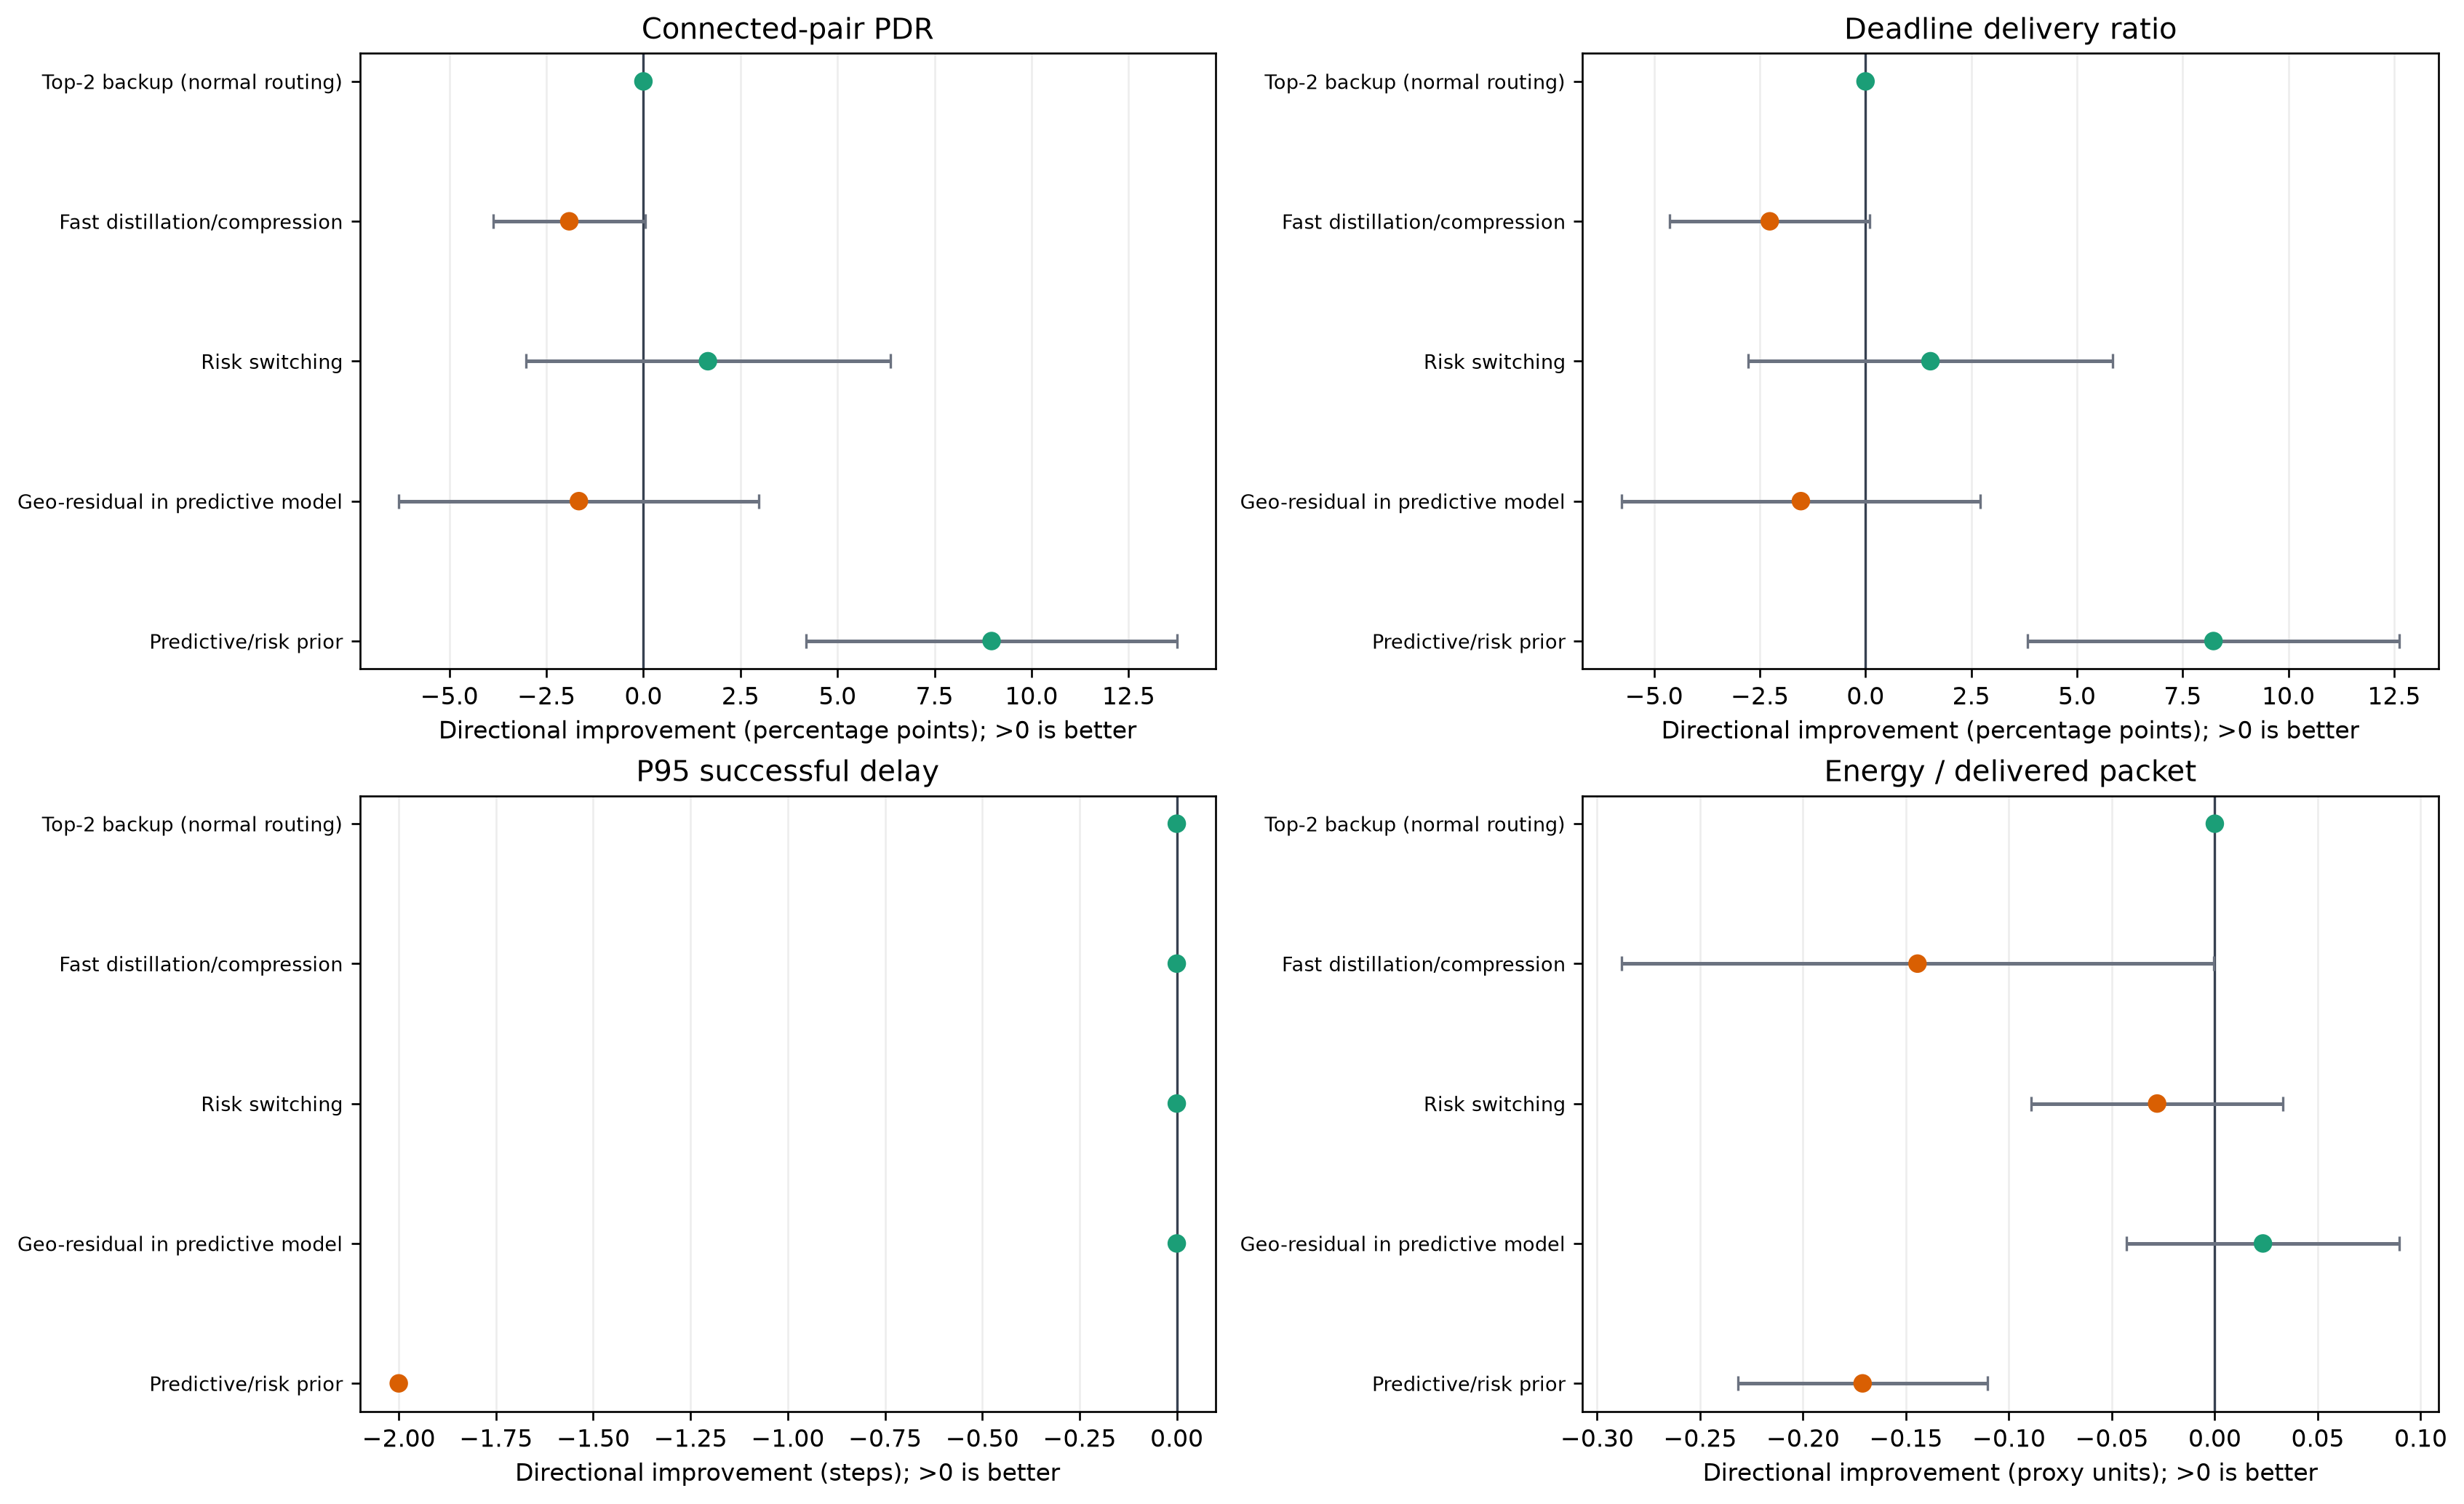 Connected-pair PDR
Top-2 backup (normal routing)
Fast distillation/compression
Risk switching
Geo-residual in predictive model
Predictive/risk prior
−5.0 −2.5 0.0 2.5 5.0 7.5 10.0 12.5
Directional improvement (percentage points); >0 is better
Deadline delivery ratio
Top-2 backup (normal routing)
Fast distillation/compression
Risk switching
Geo-residual in predictive model
Predictive/risk prior
−5.0 −2.5 0.0 2.5 5.0 7.5 10.0 12.5
Directional improvement (percentage points); >0 is better
P95 successful delay
Top-2 backup (normal routing)
Fast distillation/compression
Risk switching
Geo-residual in predictive model
Predictive/risk prior
−2.00 −1.75 −1.50 −1.25 −1.00 −0.75 −0.50 −0.25 0.00
Directional improvement (steps); >0 is better
Energy / delivered packet
Top-2 backup (normal routing)
Fast distillation/compression
Risk switching
Geo-residual in predictive model
Predictive/risk prior
−0.30 −0.25 −0.20 −0.15 −0.10 −0.05 0.00 0.05 0.10
Directional improvement (proxy units); >0 is better